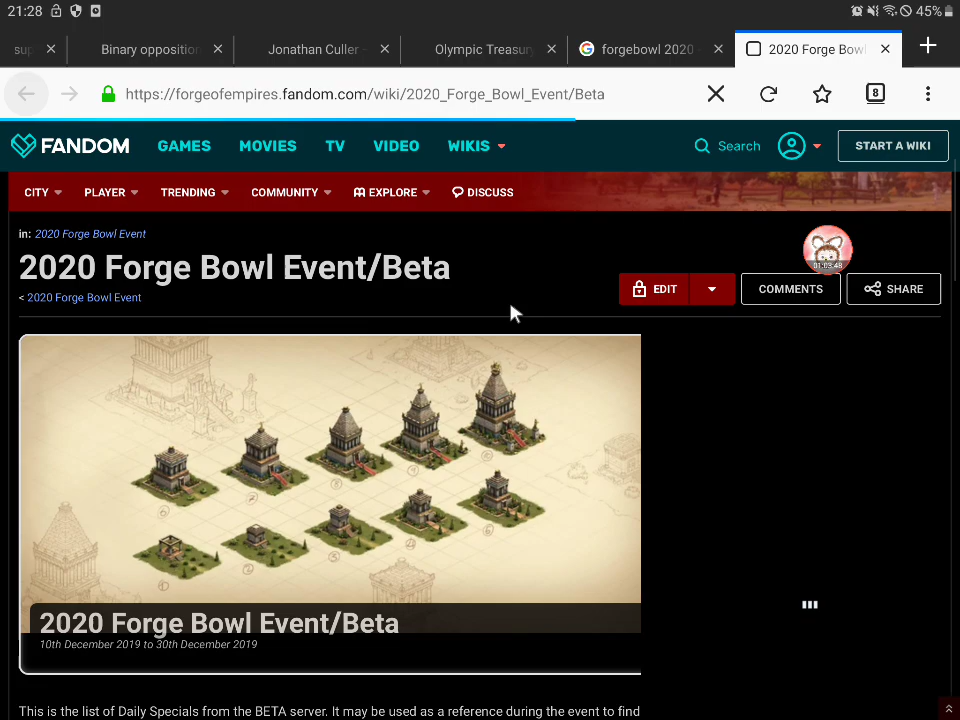 21:28
45%
sup
Binary opposition
Jonathan Culler -
Olympic Treasur
forgebowl 2020 -
2020 Forge Bowl
https://forgeofempires.fandom.com/wiki/2020_Forge_Bowl_Event/Beta
8
FANDOM
GAMES
MOVIES
TV
VIDEO
WIKIS
Search
START A WIKI
CITY
PLAYER
TRENDING
COMMUNITY
EXPLORE
DISCUSS
in: 2020 Forge Bowl Event
2020 Forge Bowl Event/Beta
01:03:48
< 2020 Forge Bowl Event
EDIT
COMMENTS
SHARE
2020 Forge Bowl Event/Beta
10th December 2019 to 30th December 2019
This is the list of Daily Specials from the BETA server. It may be used as a reference during the event to find